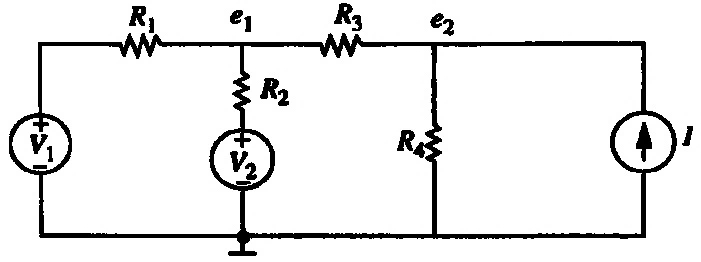 R₁ e₁ R₃ e₂
R₂
+ V₁ − + V₂ − R₄ I